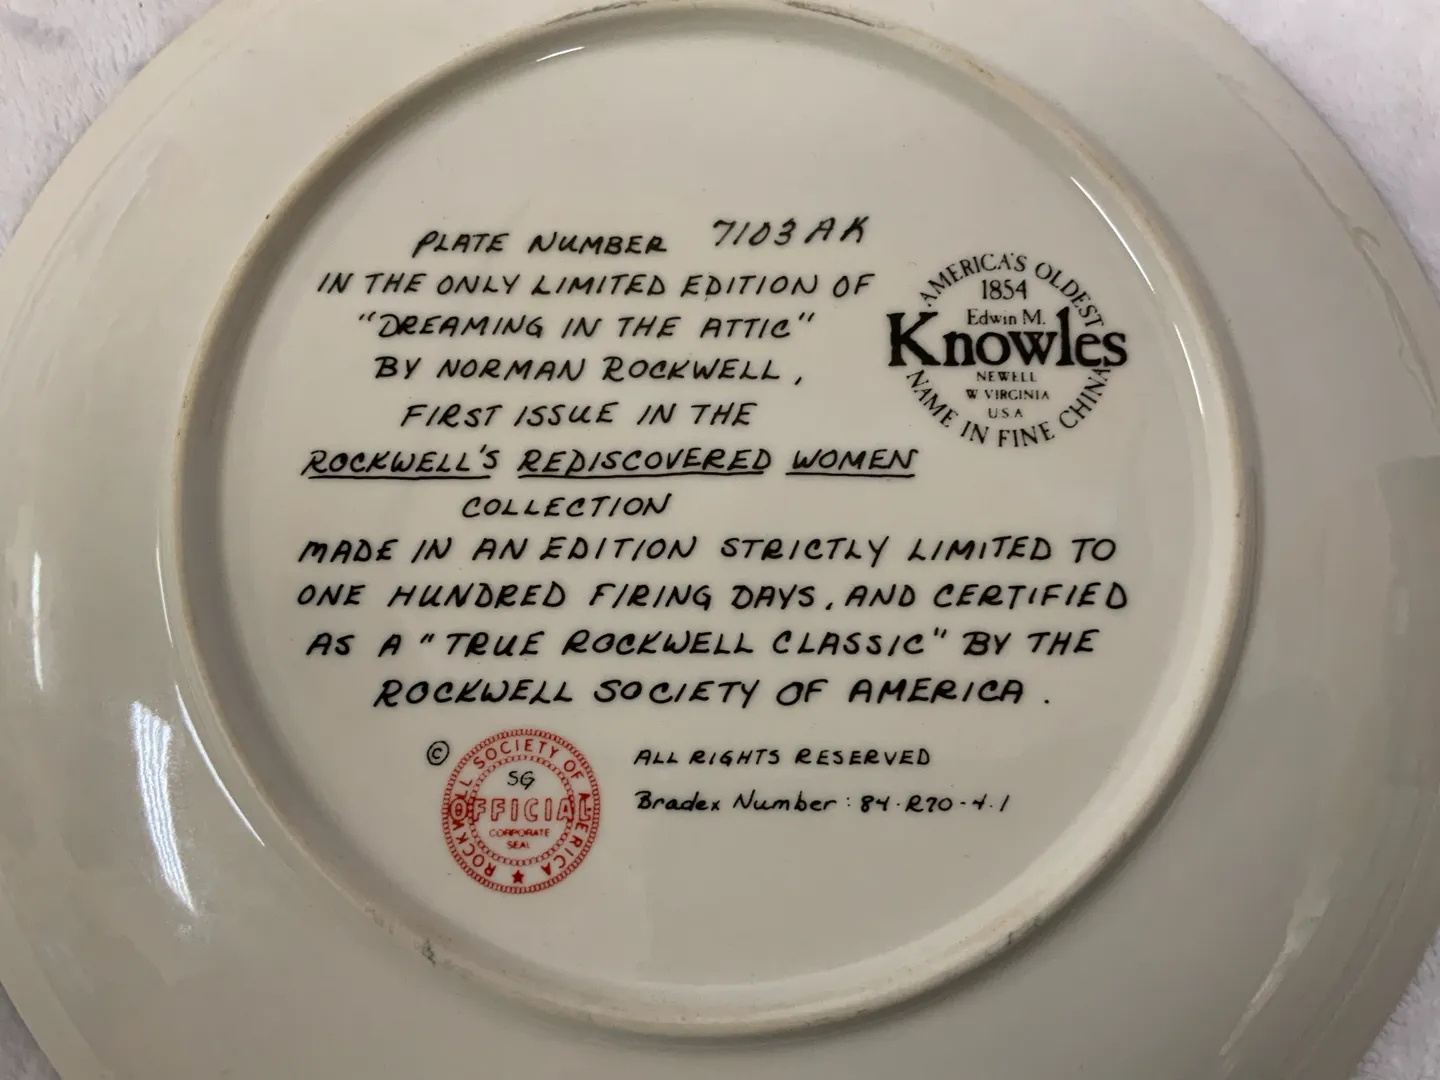 PLATE NUMBER 7103AK
IN THE ONLY LIMITED EDITION OF
"DREAMING IN THE ATTIC"
BY NORMAN ROCKWELL,
FIRST ISSUE IN THE
ROCKWELL'S REDISCOVERED WOMEN
COLLECTION
MADE IN AN EDITION STRICTLY LIMITED TO
ONE HUNDRED FIRING DAYS, AND CERTIFIED
AS A "TRUE ROCKWELL CLASSIC" BY THE
ROCKWELL SOCIETY OF AMERICA.
AMERICA'S OLDEST
1854
Edwin M.
Knowles
NEWELL
W VIRGINIA
U.S.A
NAME IN FINE CHINA
©
ROCKWELL SOCIETY OF AMERICA
SG
OFFICIAL
CORPORATE
SEAL
ALL RIGHTS RESERVED
Bradex Number: 84-R70-4.1